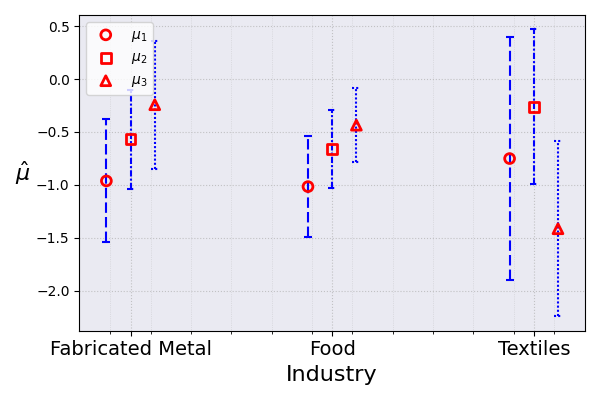 0.5
0.0
−0.5
−1.0
−1.5
−2.0
μ̂
μ₁
μ₂
μ₃
Fabricated Metal
Food
Textiles
Industry